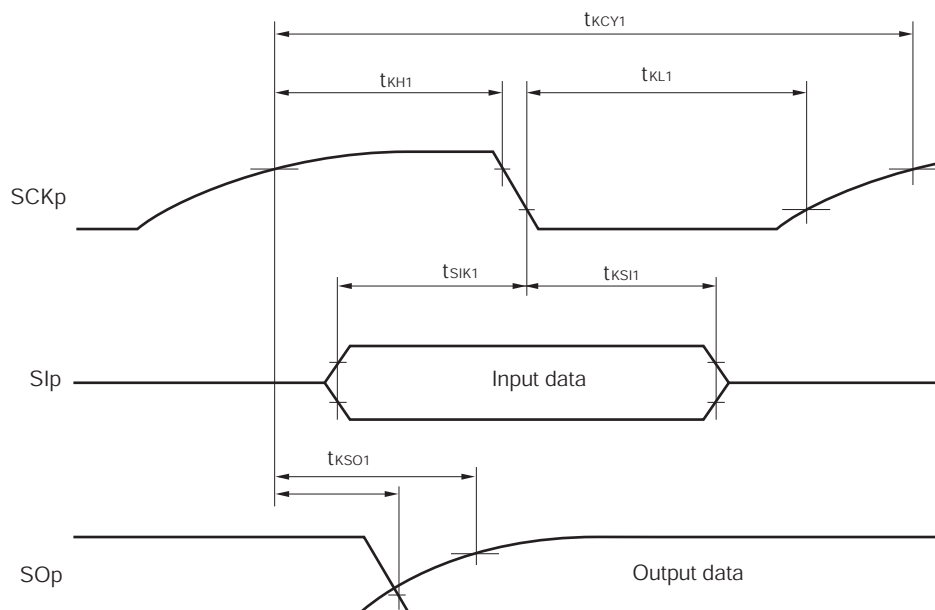 tKCY1
tKH1
tKL1
SCKp
tSIK1
tKSI1
SIp
Input data
tKSO1
SOp
Output data